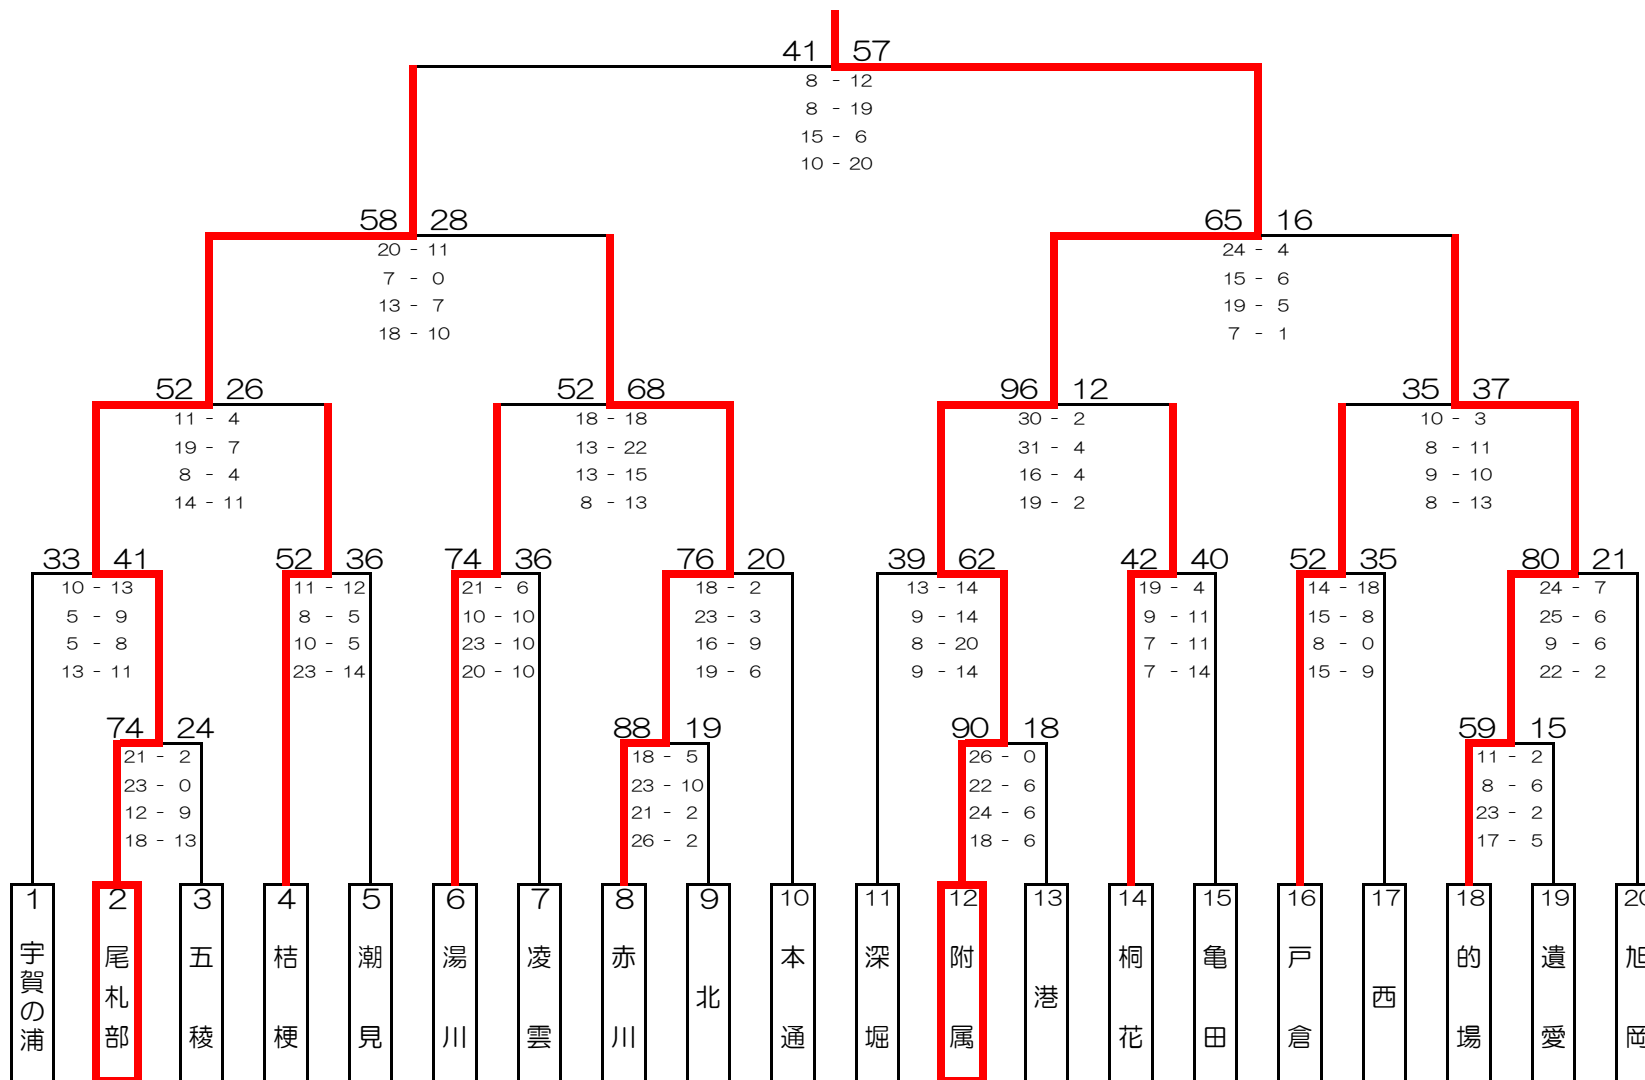 41 57
8 - 12
8 - 19
15 - 6
10 - 20
58 28
20 - 11
7 - 0
13 - 7
18 - 10
65 16
24 - 4
15 - 6
19 - 5
7 - 1
52 26
11 - 4
19 - 7
8 - 4
14 - 11
52 68
18 - 18
13 - 22
13 - 15
8 - 13
96 12
30 - 2
31 - 4
16 - 4
19 - 2
35 37
10 - 3
8 - 11
9 - 10
8 - 13
33 41
10 - 13
5 - 9
5 - 8
13 - 11
52 36
11 - 12
8 - 5
10 - 5
23 - 14
74 36
21 - 6
10 - 10
23 - 10
20 - 10
76 20
18 - 2
23 - 3
16 - 9
19 - 6
39 62
13 - 14
9 - 14
8 - 20
9 - 14
42 40
19 - 4
9 - 11
7 - 11
7 - 14
52 35
14 - 18
15 - 8
8 - 0
15 - 9
80 21
24 - 7
25 - 6
9 - 6
22 - 2
74 24
21 - 2
23 - 0
12 - 9
18 - 13
88 19
18 - 5
23 - 10
21 - 2
26 - 2
90 18
26 - 0
22 - 6
24 - 6
18 - 6
59 15
11 - 2
8 - 6
23 - 2
17 - 5
1 宇賀の浦
2 尾札部
3 五稜
4 桔梗
5 潮見
6 湯川
7 凌雲
8 赤川
9 北
10 本通
11 深堀
12 附属
13 港
14 桐花
15 亀田
16 戸倉
17 西
18 的場
19 遺愛
20 旭岡